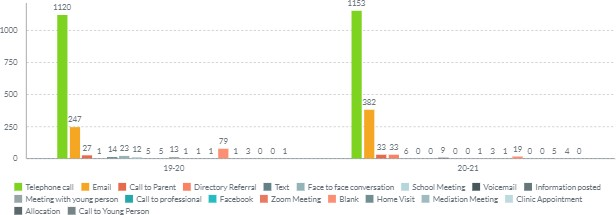 1120
1153
1000
750
500
382
250
247
27 1 14 23 12 5 5 13 1 1 1 79 1 3 0 0 1
33 33 6 0 0 9 0 0 1 3 1 19 0 0 5 4 0
0
19-20
20-21
Telephone call Email Call to Parent Directory Referral Text Face to face conversation School Meeting Voicemail Information posted
Meeting with young person Call to professional Facebook Zoom Meeting Blank Home Visit Mediation Meeting Clinic Appointment
Allocation Call to Young Person